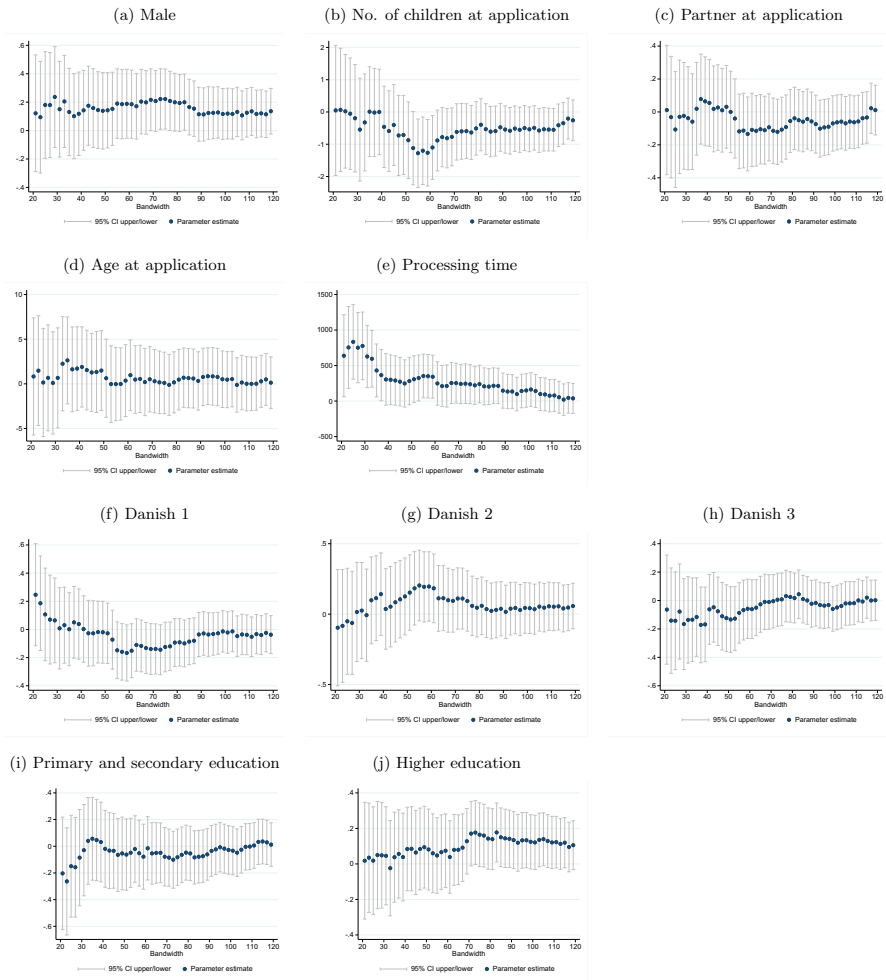 (a) Male
(b) No. of children at application
(c) Partner at application
.6
.4
.2
0
-.2
-.4
20 30 40 50 60 70 80 90 100 110 120
Bandwidth
95% CI upper/lower Parameter estimate
2
1
0
-1
-2
20 30 40 50 60 70 80 90 100 110 120
Bandwidth
95% CI upper/lower Parameter estimate
.4
.2
0
-.2
-.4
20 30 40 50 60 70 80 90 100 110 120
Bandwidth
95% CI upper/lower Parameter estimate
(d) Age at application
(e) Processing time
10
5
0
-5
20 30 40 50 60 70 80 90 100 110 120
Bandwidth
95% CI upper/lower Parameter estimate
1500
1000
500
0
-500
20 30 40 50 60 70 80 90 100 110 120
Bandwidth
95% CI upper/lower Parameter estimate
(f) Danish 1
(g) Danish 2
(h) Danish 3
.6
.4
.2
0
-.2
-.4
20 30 40 50 60 70 80 90 100 110 120
Bandwidth
95% CI upper/lower Parameter estimate
.5
0
-.5
20 30 40 50 60 70 80 90 100 110 120
Bandwidth
95% CI upper/lower Parameter estimate
.4
.2
0
-.2
-.4
-.6
20 30 40 50 60 70 80 90 100 110 120
Bandwidth
95% CI upper/lower Parameter estimate
(i) Primary and secondary education
(j) Higher education
.4
.2
0
-.2
-.4
-.6
20 30 40 50 60 70 80 90 100 110 120
Bandwidth
95% CI upper/lower Parameter estimate
.4
.2
0
-.2
-.4
20 30 40 50 60 70 80 90 100 110 120
Bandwidth
95% CI upper/lower Parameter estimate